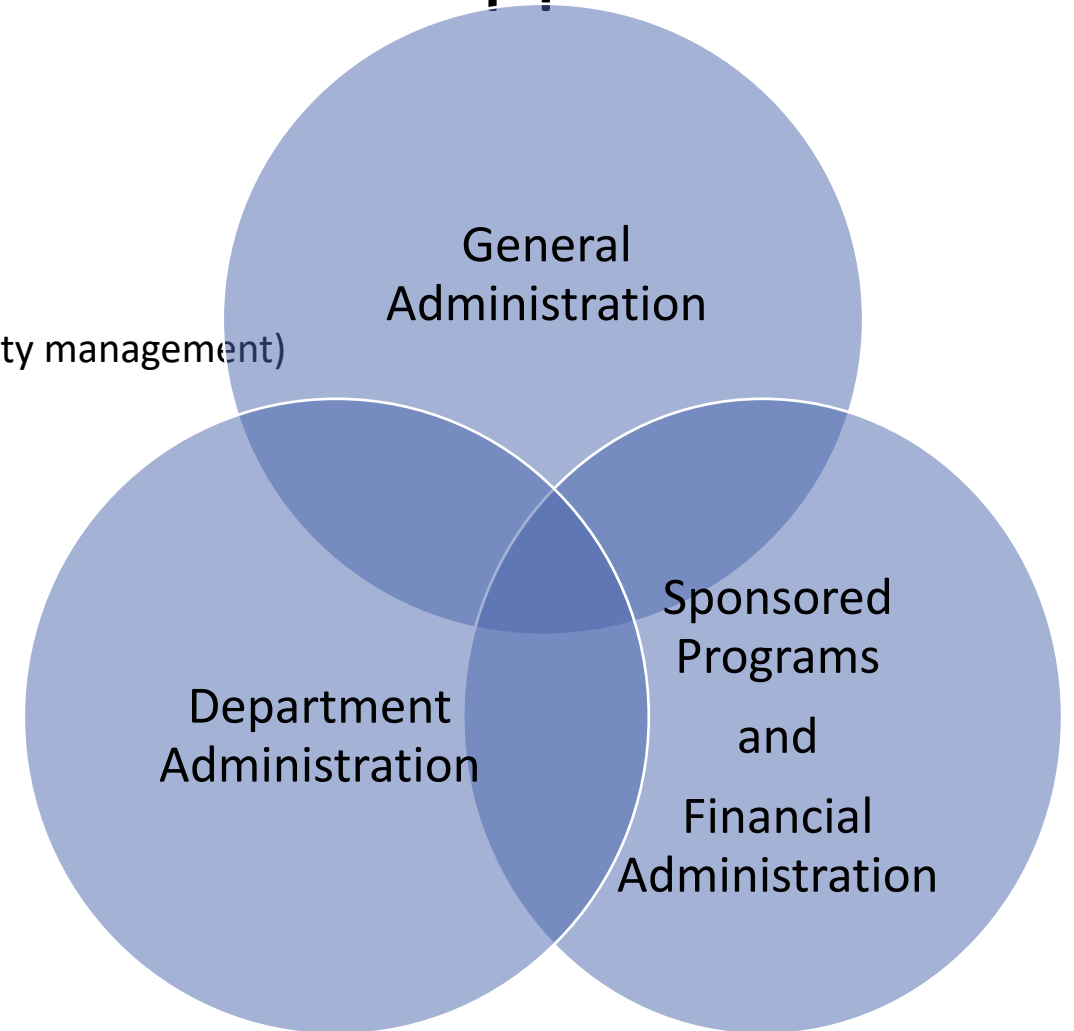 General
Administration
ty management)
Sponsored
Programs
and
Financial
Administration
Department
Administration